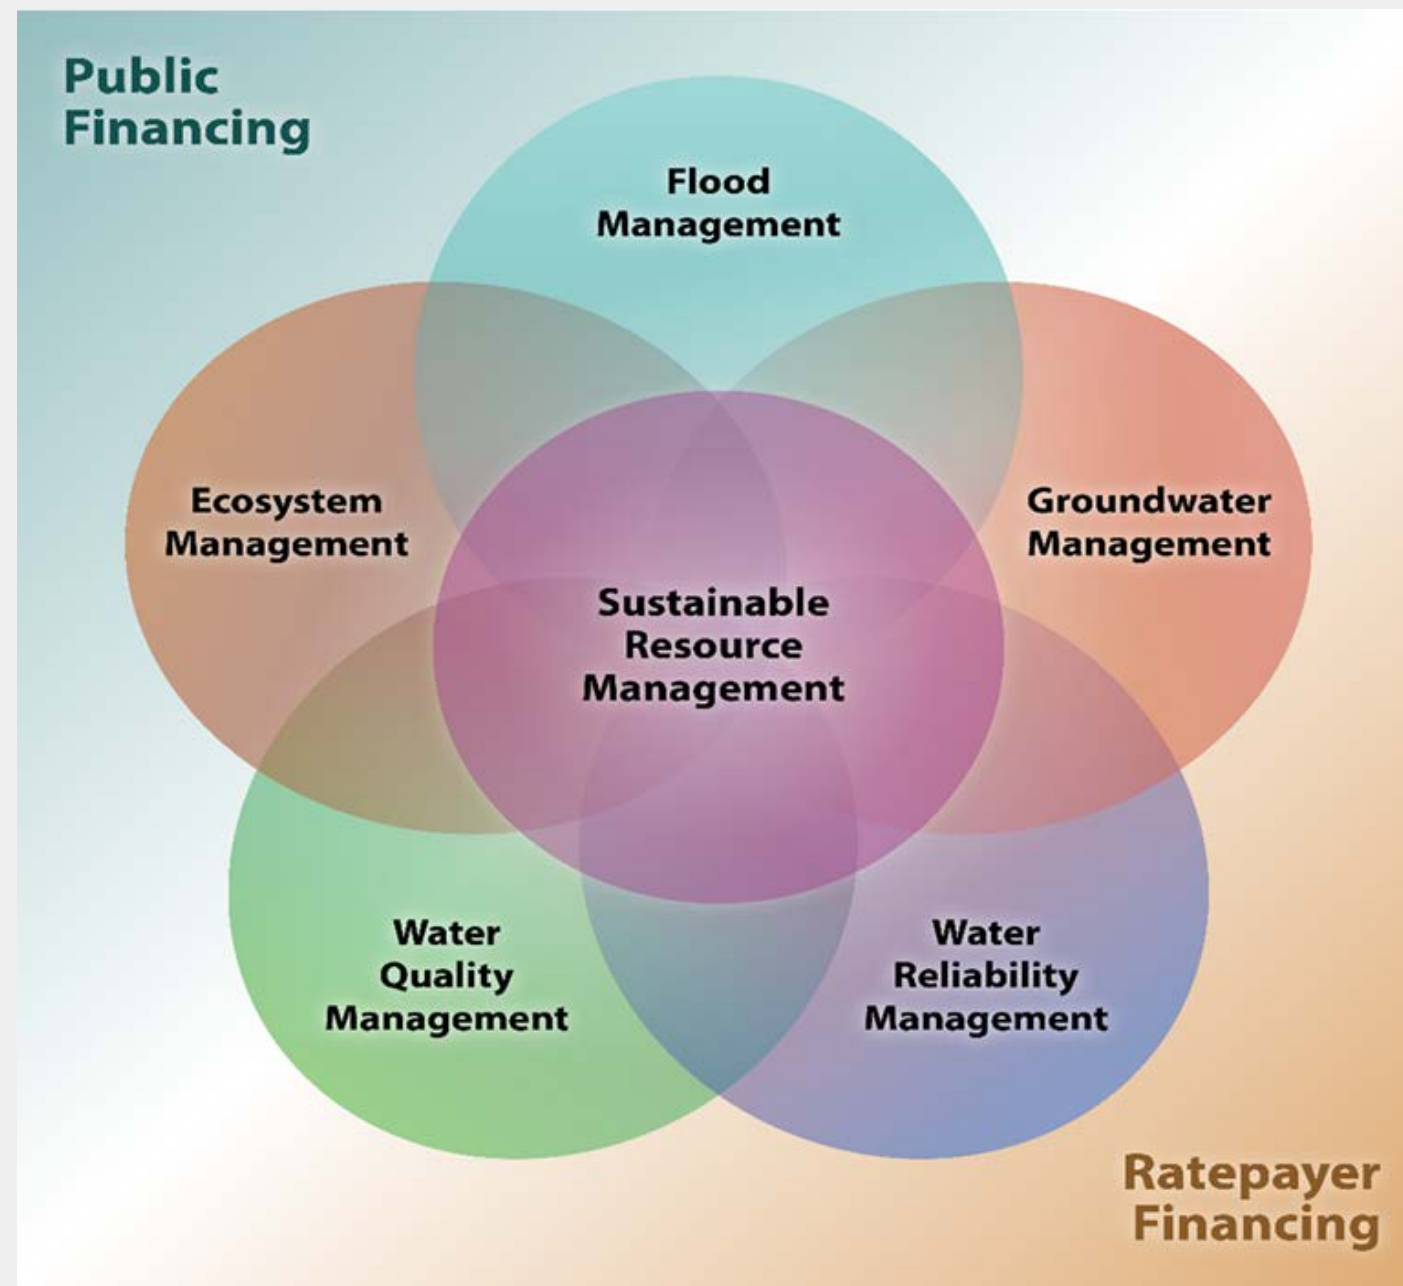 Public
Financing
Flood
Management
Ecosystem
Management
Groundwater
Management
Sustainable
Resource
Management
Water
Quality
Management
Water
Reliability
Management
Ratepayer
Financing